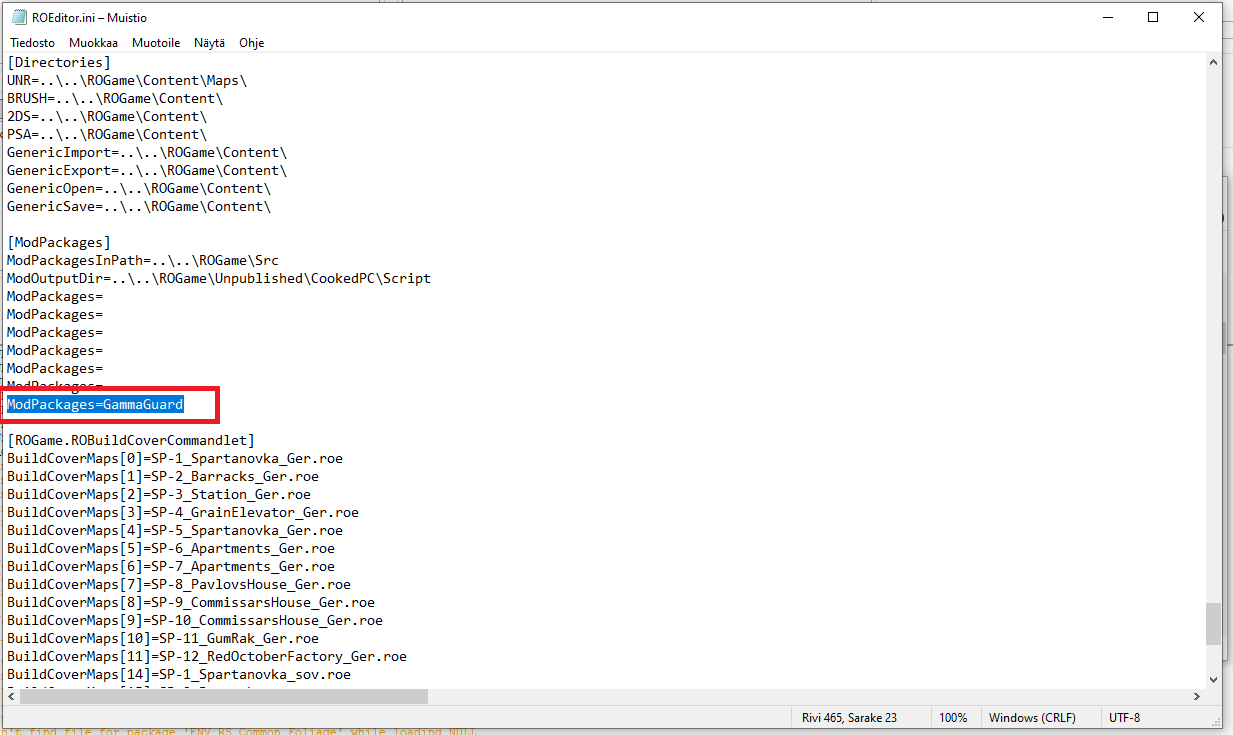 ROEditor.ini – Muistio
Tiedosto Muokkaa Muotoile Näytä Ohje
[Directories]
UNR=..\..\ROGame\Content\Maps\
BRUSH=..\..\ROGame\Content\
2DS=..\..\ROGame\Content\
PSA=..\..\ROGame\Content\
GenericImport=..\..\ROGame\Content\
GenericExport=..\..\ROGame\Content\
GenericOpen=..\..\ROGame\Content\
GenericSave=..\..\ROGame\Content\
[ModPackages]
ModPackagesInPath=..\..\ROGame\Src
ModOutputDir=..\..\ROGame\Unpublished\CookedPC\Script
ModPackages=
ModPackages=
ModPackages=
ModPackages=
ModPackages=
ModPackages=
ModPackages=GammaGuard
[ROGame.ROBuildCoverCommandlet]
BuildCoverMaps[0]=SP-1_Spartanovka_Ger.roe
BuildCoverMaps[1]=SP-2_Barracks_Ger.roe
BuildCoverMaps[2]=SP-3_Station_Ger.roe
BuildCoverMaps[3]=SP-4_GrainElevator_Ger.roe
BuildCoverMaps[4]=SP-5_Spartanovka_Ger.roe
BuildCoverMaps[5]=SP-6_Apartments_Ger.roe
BuildCoverMaps[6]=SP-7_Apartments_Ger.roe
BuildCoverMaps[7]=SP-8_PavlovsHouse_Ger.roe
BuildCoverMaps[8]=SP-9_CommissarsHouse_Ger.roe
BuildCoverMaps[9]=SP-10_CommissarsHouse_Ger.roe
BuildCoverMaps[10]=SP-11_GumRak_Ger.roe
BuildCoverMaps[11]=SP-12_RedOctoberFactory_Ger.roe
BuildCoverMaps[14]=SP-1_Spartanovka_sov.roe
Rivi 465, Sarake 23 100% Windows (CRLF) UTF-8
n't find file for package 'ENV_RS_Common_Foliage' while loading NULL